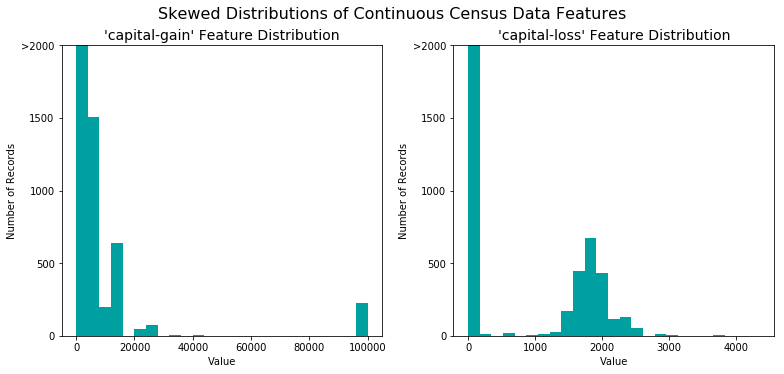 Skewed Distributions of Continuous Census Data Features
'capital-gain' Feature Distribution
>2000
1500
1000
500
0
Number of Records
0 20000 40000 60000 80000 100000
Value
'capital-loss' Feature Distribution
>2000
1500
1000
500
0
Number of Records
0 1000 2000 3000 4000
Value